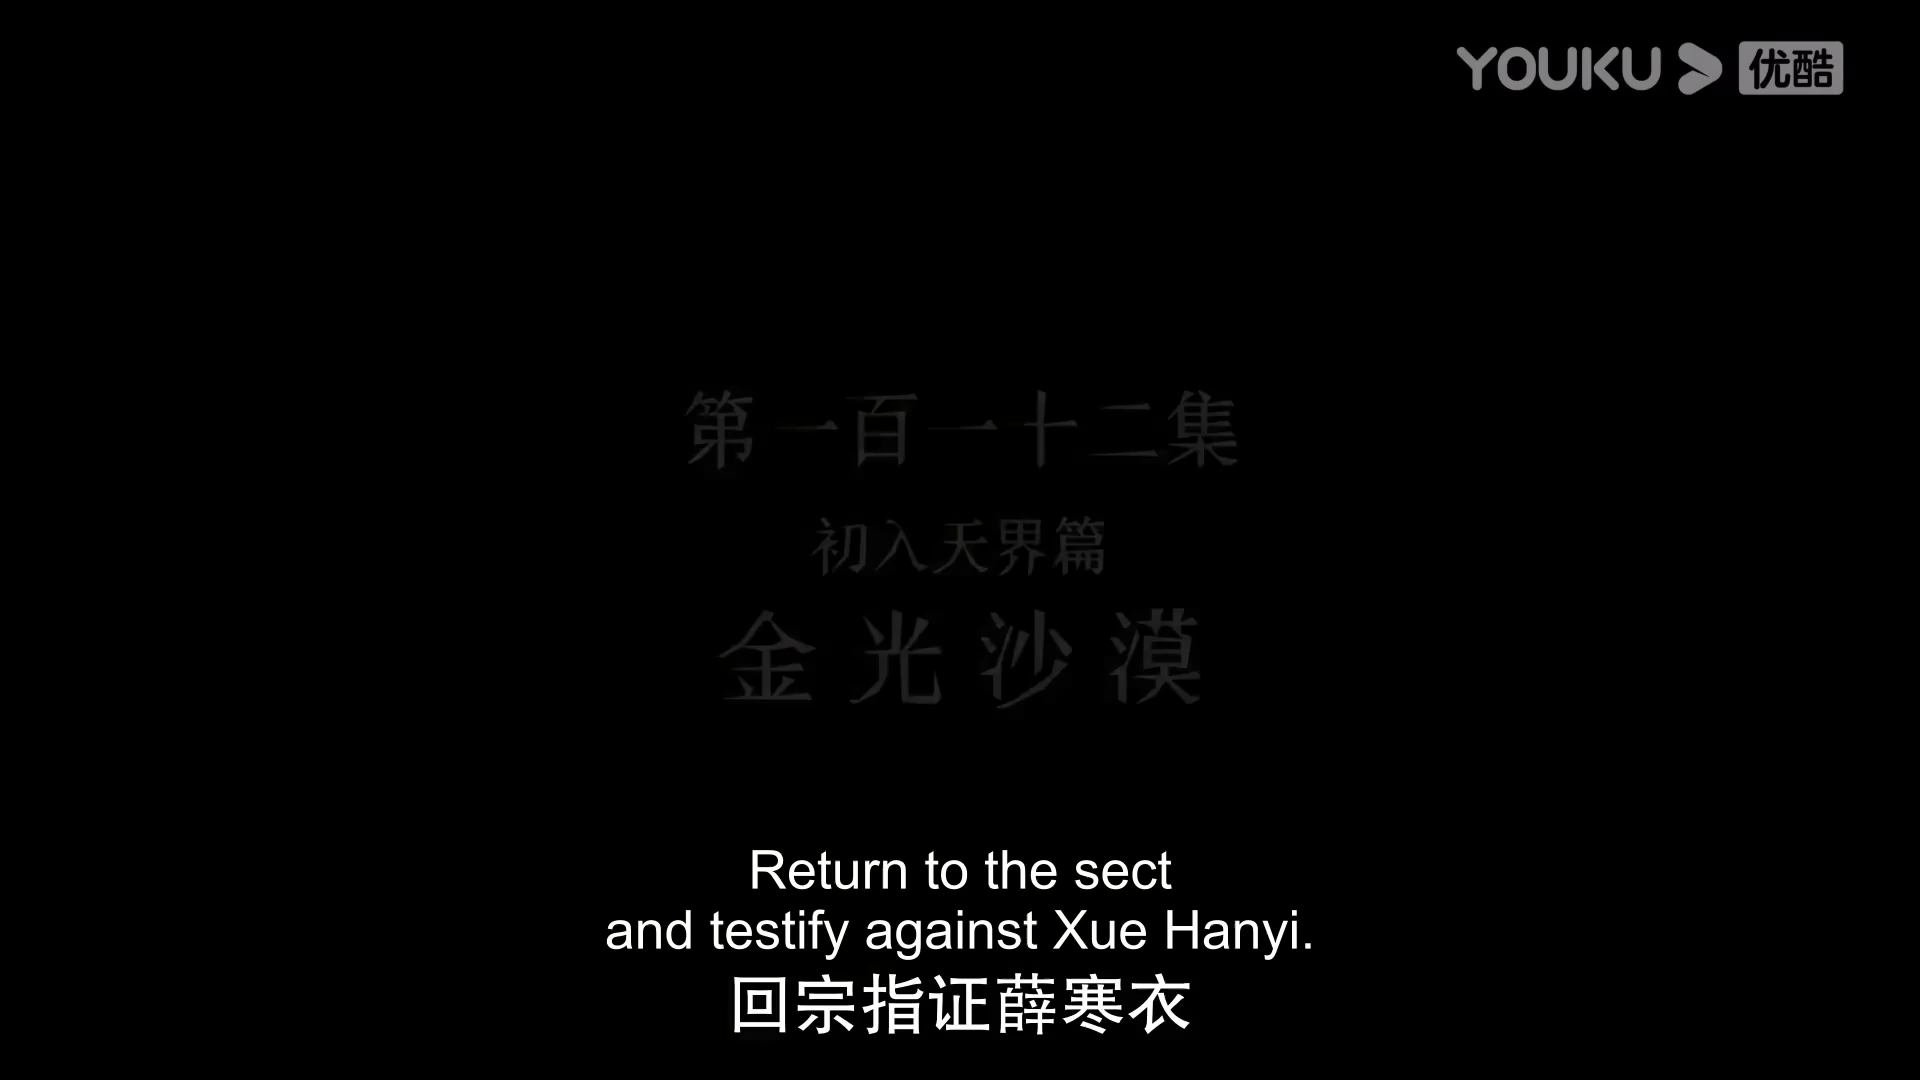 YOUKU 优酷
第一百一十二集
初入天界篇
金光沙漠
Return to the sect
and testify against Xue Hanyi.
回宗指证薛寒衣